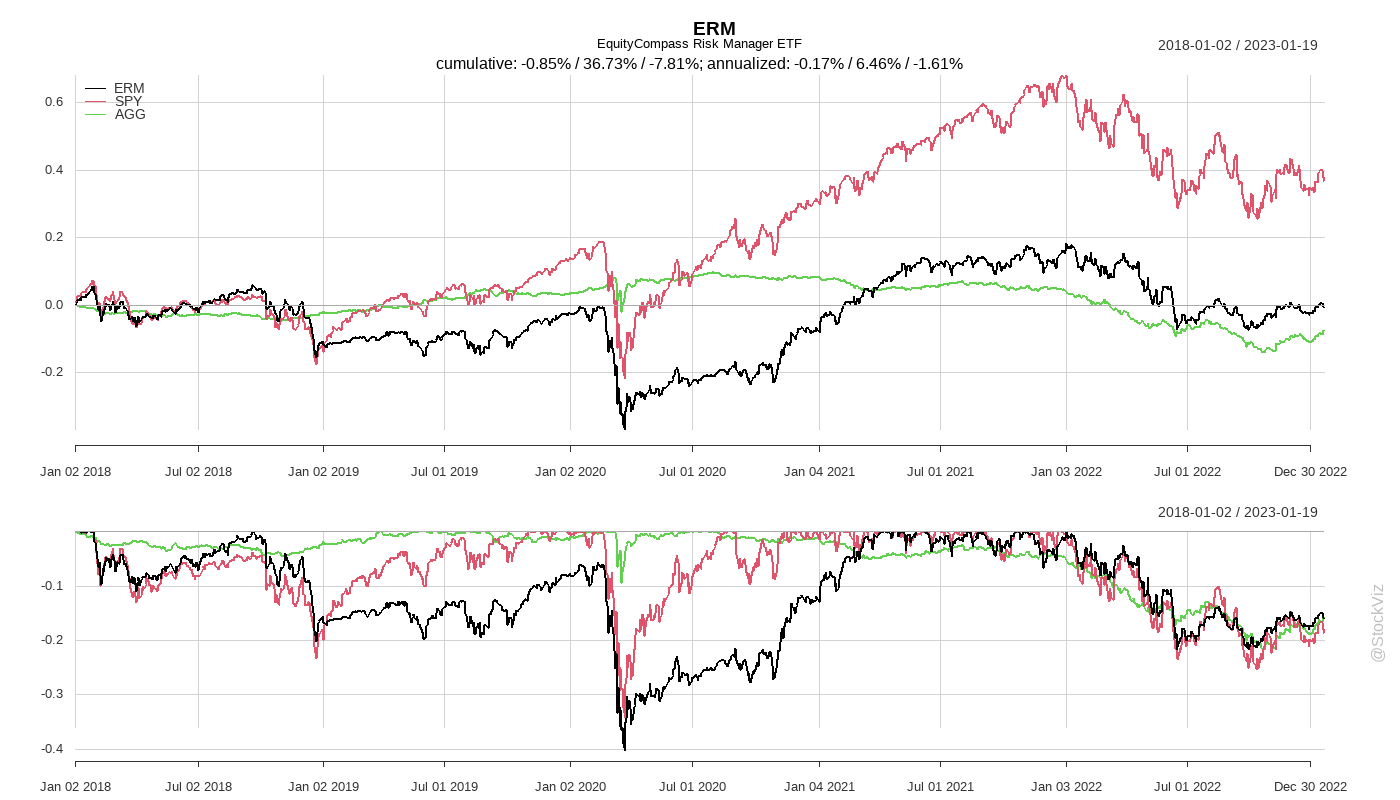 ERM
EquityCompass Risk Manager ETF
2018-01-02 / 2023-01-19
cumulative: -0.85% / 36.73% / -7.81%; annualized: -0.17% / 6.46% / -1.61%
ERM
SPY
AGG
0.6
0.4
0.2
0.0
-0.2
Jan 02 2018 Jul 02 2018 Jan 02 2019 Jul 01 2019 Jan 02 2020 Jul 01 2020 Jan 04 2021 Jul 01 2021 Jan 03 2022 Jul 01 2022 Dec 30 2022
2018-01-02 / 2023-01-19
-0.1
-0.2
-0.3
-0.4
Jan 02 2018 Jul 02 2018 Jan 02 2019 Jul 01 2019 Jan 02 2020 Jul 01 2020 Jan 04 2021 Jul 01 2021 Jan 03 2022 Jul 01 2022 Dec 30 2022
@StockViz